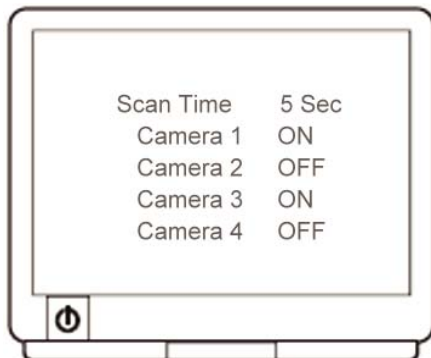 Scan Time 5 Sec
Camera 1 ON
Camera 2 OFF
Camera 3 ON
Camera 4 OFF